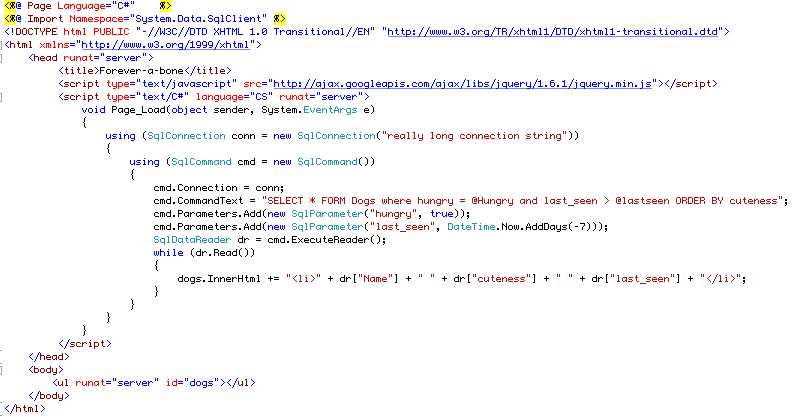 <%@ Page Language="C#"    %>
<%@ Import Namespace="System.Data.SqlClient" %>
<!DOCTYPE html PUBLIC "-//W3C//DTD XHTML 1.0 Transitional//EN" "http://www.w3.org/TR/xhtml1/DTD/xhtml1-transitional.dtd">
<html xmlns="http://www.w3.org/1999/xhtml">
    <head runat="server">
        <title>Forever-a-bone</title>
        <script type="text/javascript" src="http://ajax.googleapis.com/ajax/libs/jquery/1.6.1/jquery.min.js"></script>
        <script type="text/C#" language="CS" runat="server">
            void Page_Load(object sender, System.EventArgs e)
            {
                using (SqlConnection conn = new SqlConnection("really long connection string"))
                {
                    using (SqlCommand cmd = new SqlCommand())
                    {
                        cmd.Connection = conn;
                        cmd.CommandText = "SELECT * FORM Dogs where hungry = @Hungry and last_seen > @lastseen ORDER BY cuteness";
                        cmd.Parameters.Add(new SqlParameter("hungry", true));
                        cmd.Parameters.Add(new SqlParameter("last_seen", DateTime.Now.AddDays(-7)));
                        SqlDataReader dr = cmd.ExecuteReader();
                        while (dr.Read())
                        {
                            dogs.InnerHtml += "<li>" + dr["Name"] + " " + dr["cuteness"] + " " + dr["last_seen"] + "</li>";
                        }
                    }
                }
            }
        </script>
    </head>
    <body>
        <ul runat="server" id="dogs"></ul>
    </body>
</html>